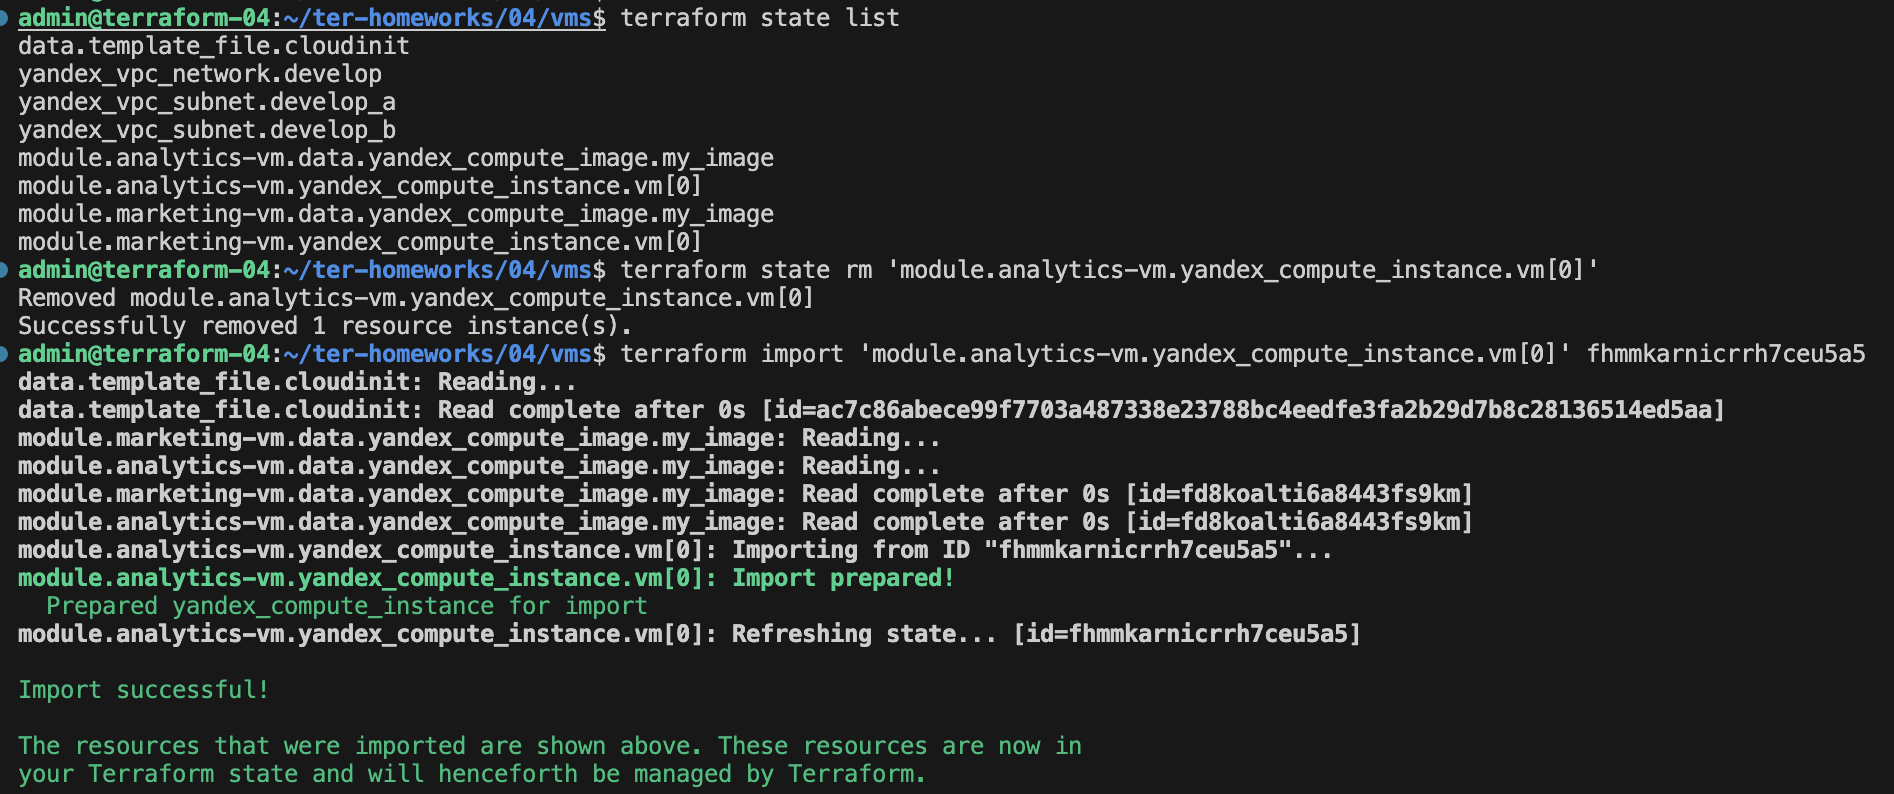 admin@terraform-04:~/ter-homeworks/04/vms$ terraform state list
data.template_file.cloudinit
yandex_vpc_network.develop
yandex_vpc_subnet.develop_a
yandex_vpc_subnet.develop_b
module.analytics-vm.data.yandex_compute_image.my_image
module.analytics-vm.yandex_compute_instance.vm[0]
module.marketing-vm.data.yandex_compute_image.my_image
module.marketing-vm.yandex_compute_instance.vm[0]
admin@terraform-04:~/ter-homeworks/04/vms$ terraform state rm 'module.analytics-vm.yandex_compute_instance.vm[0]'
Removed module.analytics-vm.yandex_compute_instance.vm[0]
Successfully removed 1 resource instance(s).
admin@terraform-04:~/ter-homeworks/04/vms$ terraform import 'module.analytics-vm.yandex_compute_instance.vm[0]' fhmmkarnicrrh7ceu5a5
data.template_file.cloudinit: Reading...
data.template_file.cloudinit: Read complete after 0s [id=ac7c86abece99f7703a487338e23788bc4eedfe3fa2b29d7b8c28136514ed5aa]
module.marketing-vm.data.yandex_compute_image.my_image: Reading...
module.analytics-vm.data.yandex_compute_image.my_image: Reading...
module.marketing-vm.data.yandex_compute_image.my_image: Read complete after 0s [id=fd8koalti6a8443fs9km]
module.analytics-vm.data.yandex_compute_image.my_image: Read complete after 0s [id=fd8koalti6a8443fs9km]
module.analytics-vm.yandex_compute_instance.vm[0]: Importing from ID "fhmmkarnicrrh7ceu5a5"...
module.analytics-vm.yandex_compute_instance.vm[0]: Import prepared!
  Prepared yandex_compute_instance for import
module.analytics-vm.yandex_compute_instance.vm[0]: Refreshing state... [id=fhmmkarnicrrh7ceu5a5]
Import successful!
The resources that were imported are shown above. These resources are now in
your Terraform state and will henceforth be managed by Terraform.